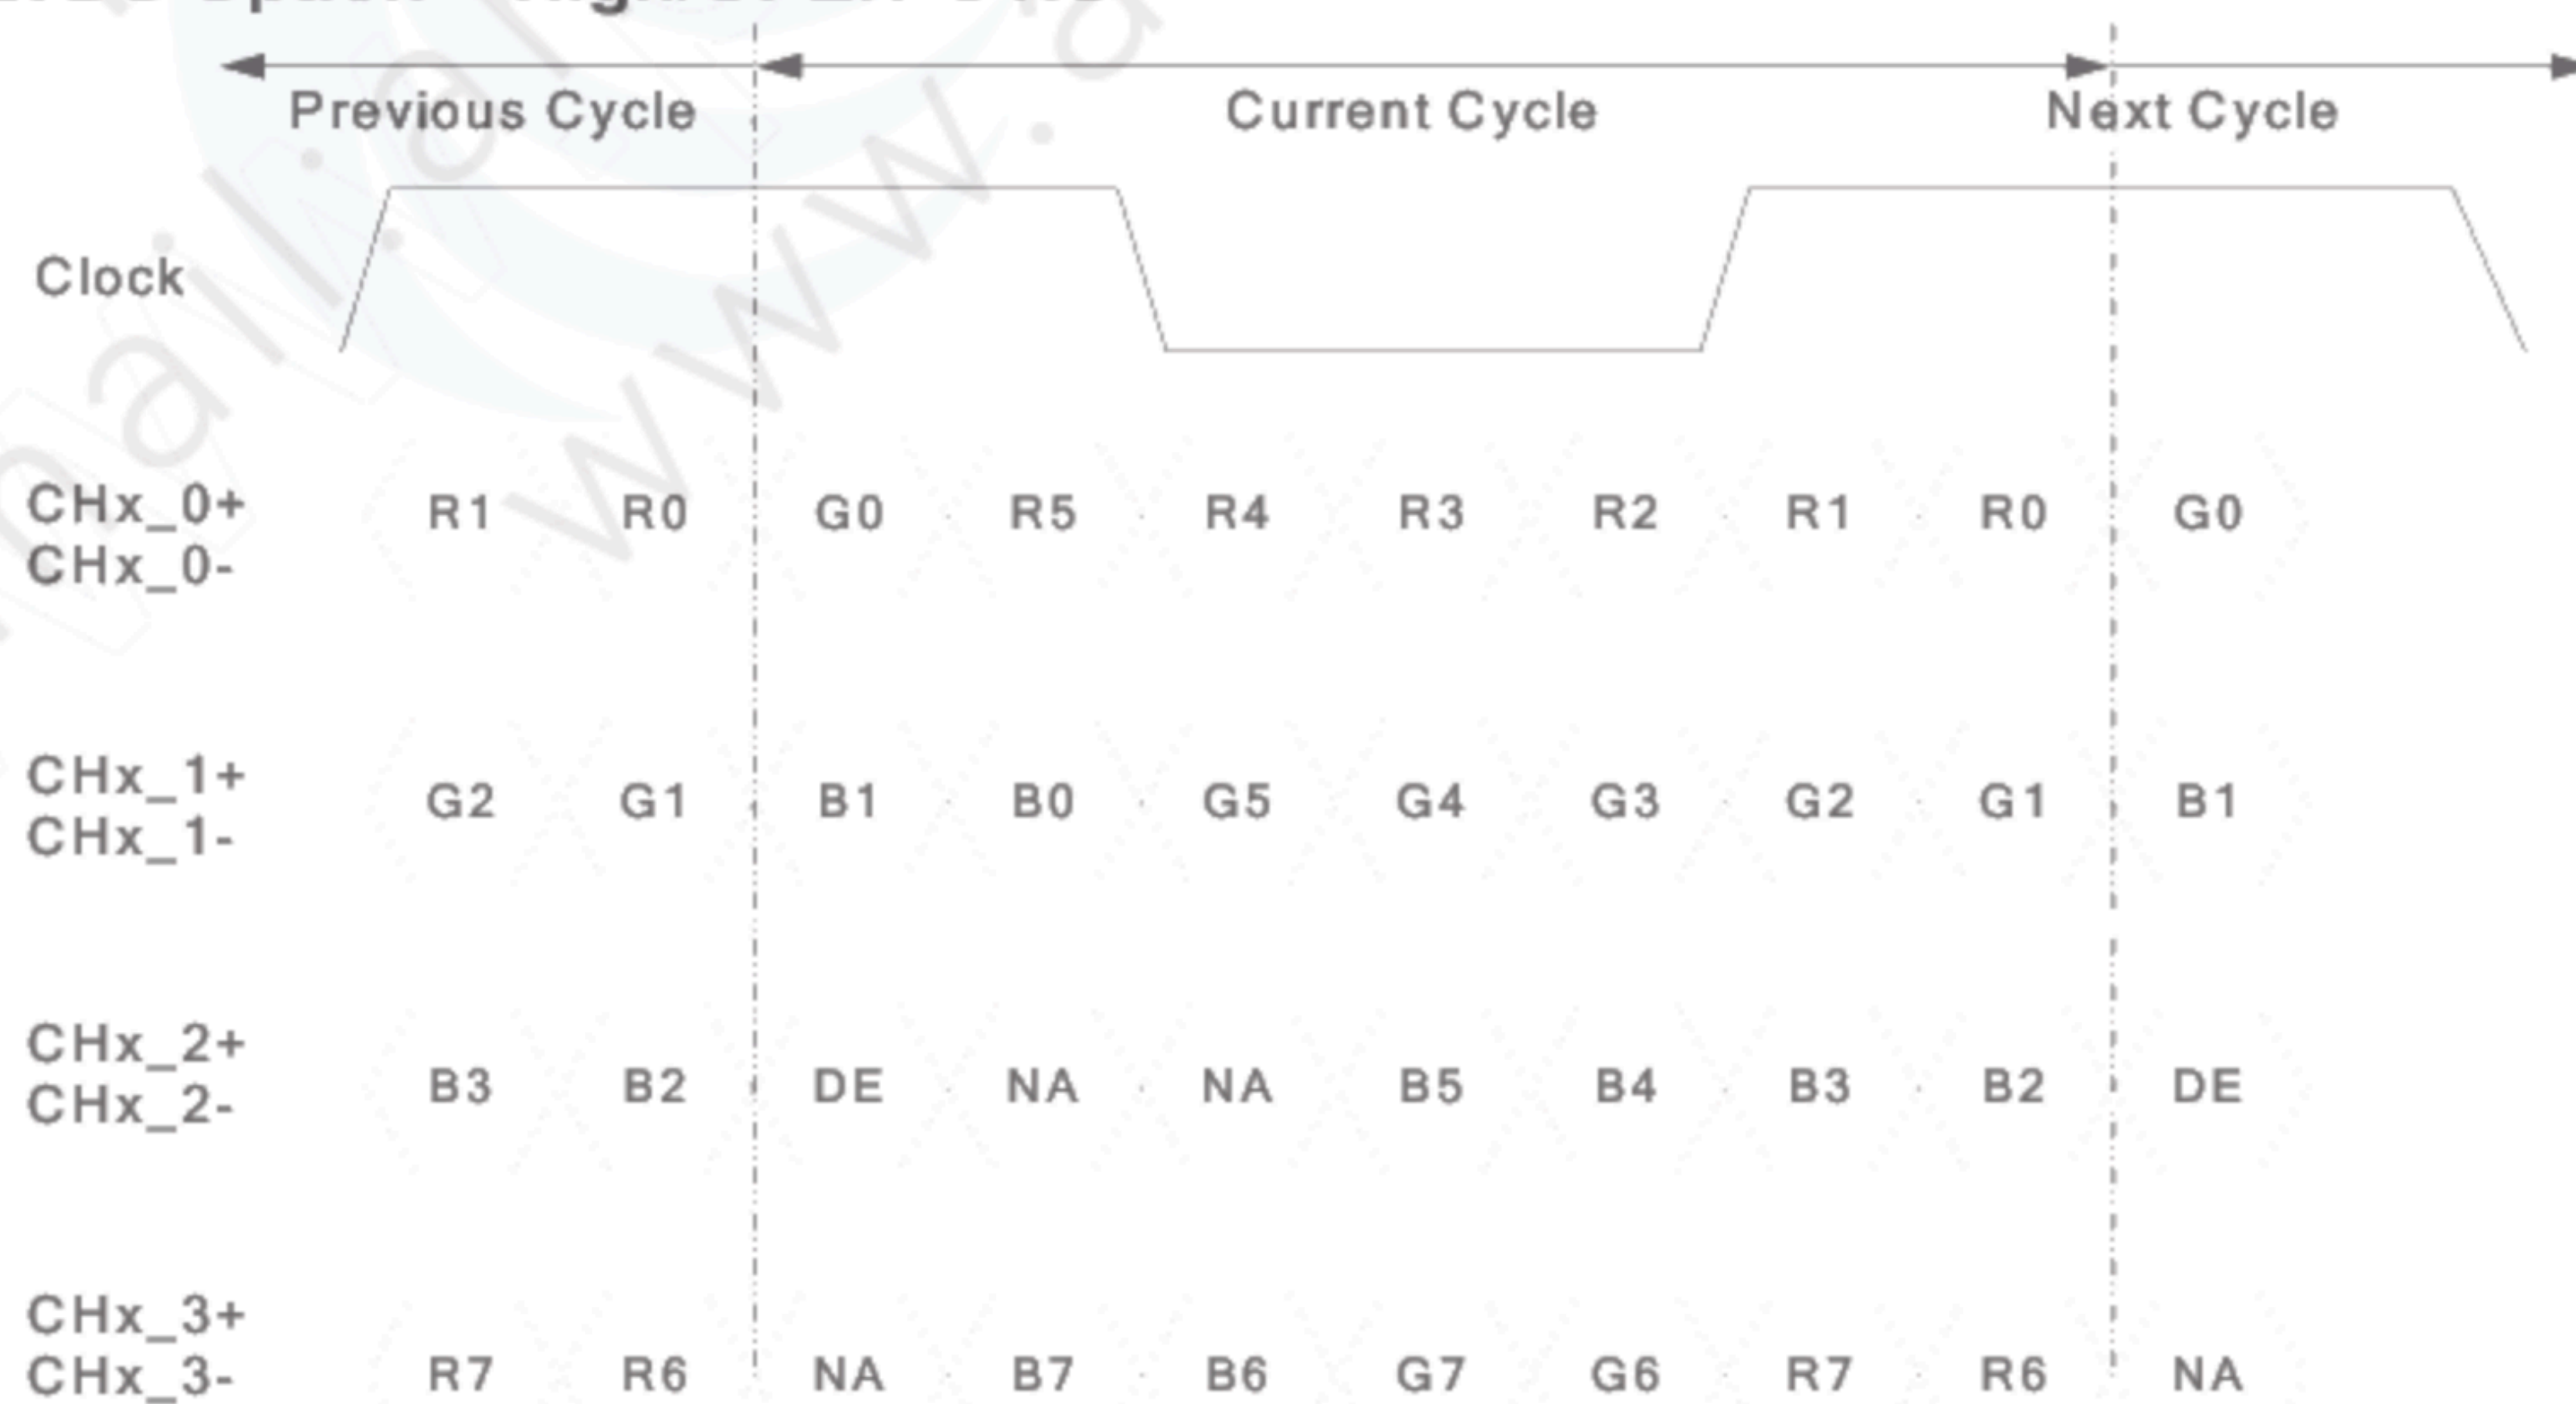 Previous Cycle Current Cycle Next Cycle
Clock
CHx_0+
R1 R0 G0 R5 R4 R3 R2 R1 R0 G0
CHx_0-
CHx_1+
G2 G1 B1 B0 G5 G4 G3 G2 G1 B1
CHx_1-
CHx_2+
B3 B2 DE NA NA B5 B4 B3 B2 DE
CHx_2-
CHx_3+
CHx_3- R7 R6 NA B7 B6 G7 G6 R7 R6 NA